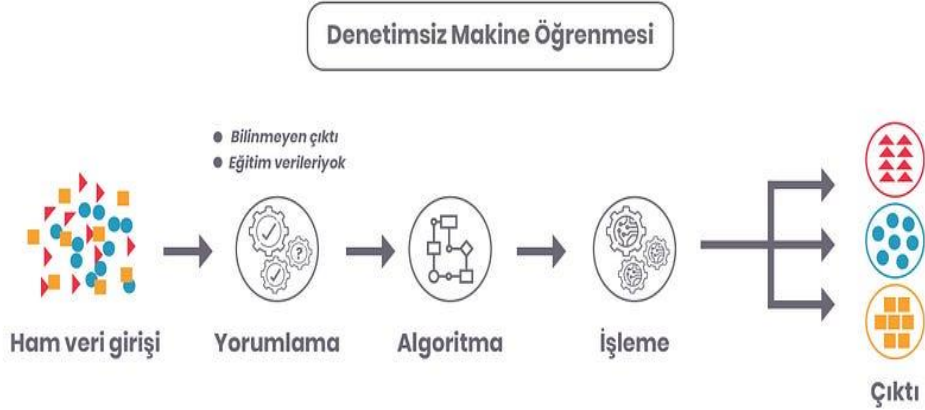 Denetimsiz Makine Öğrenmesi
● Bilinmeyen çıktı
● Eğitim verileriyok
?
Ham veri girişi
Yorumlama
Algoritma
İşleme
Çıktı